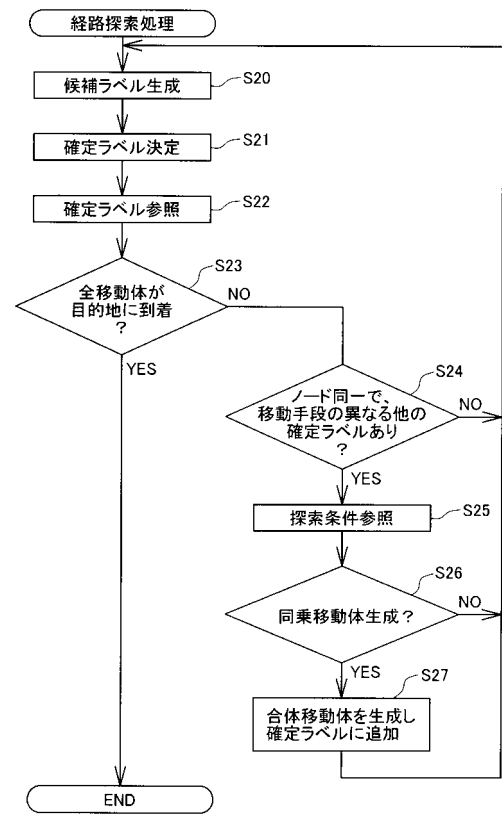 経路探索処理
候補ラベル生成
S20
確定ラベル決定
S21
確定ラベル参照
S22
全移動体が
目的地に到着
?
S23
NO
YES
ノード同一で、
移動手段の異なる他の
確定ラベルあり
?
S24
NO
YES
探索条件参照
S25
同乗移動体生成?
S26
NO
YES
合体移動体を生成し
確定ラベルに追加
S27
END